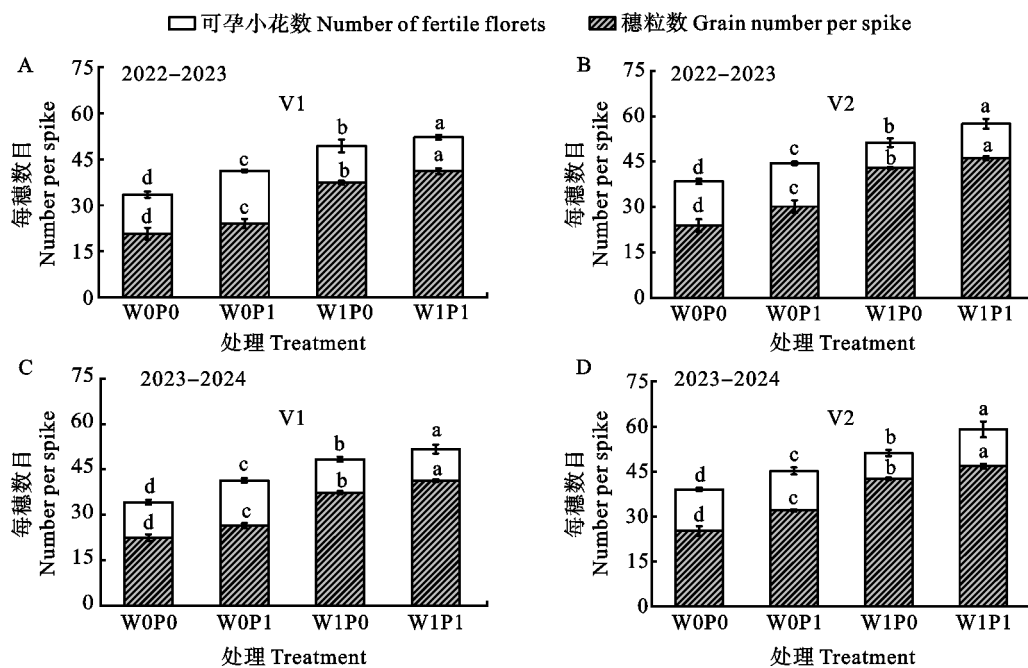 可孕小花数 Number of fertile florets 穗粒数 Grain number per spike
A
2022-2023
V1
每穗数目
Number per spike
75
60
45
30
15
0
d
c
b
a
d
c
b
a
W0P0 W0P1 W1P0 W1P1
处理 Treatment
B
2022-2023
V2
每穗数目
Number per spike
75
60
45
30
15
0
d
c
b
a
d
c
b
a
W0P0 W0P1 W1P0 W1P1
处理 Treatment
C
2023-2024
V1
每穗数目
Number per spike
75
60
45
30
15
0
d
c
b
a
d
c
b
a
W0P0 W0P1 W1P0 W1P1
处理 Treatment
D
2023-2024
V2
每穗数目
Number per spike
75
60
45
30
15
0
d
c
b
a
d
c
b
a
W0P0 W0P1 W1P0 W1P1
处理 Treatment